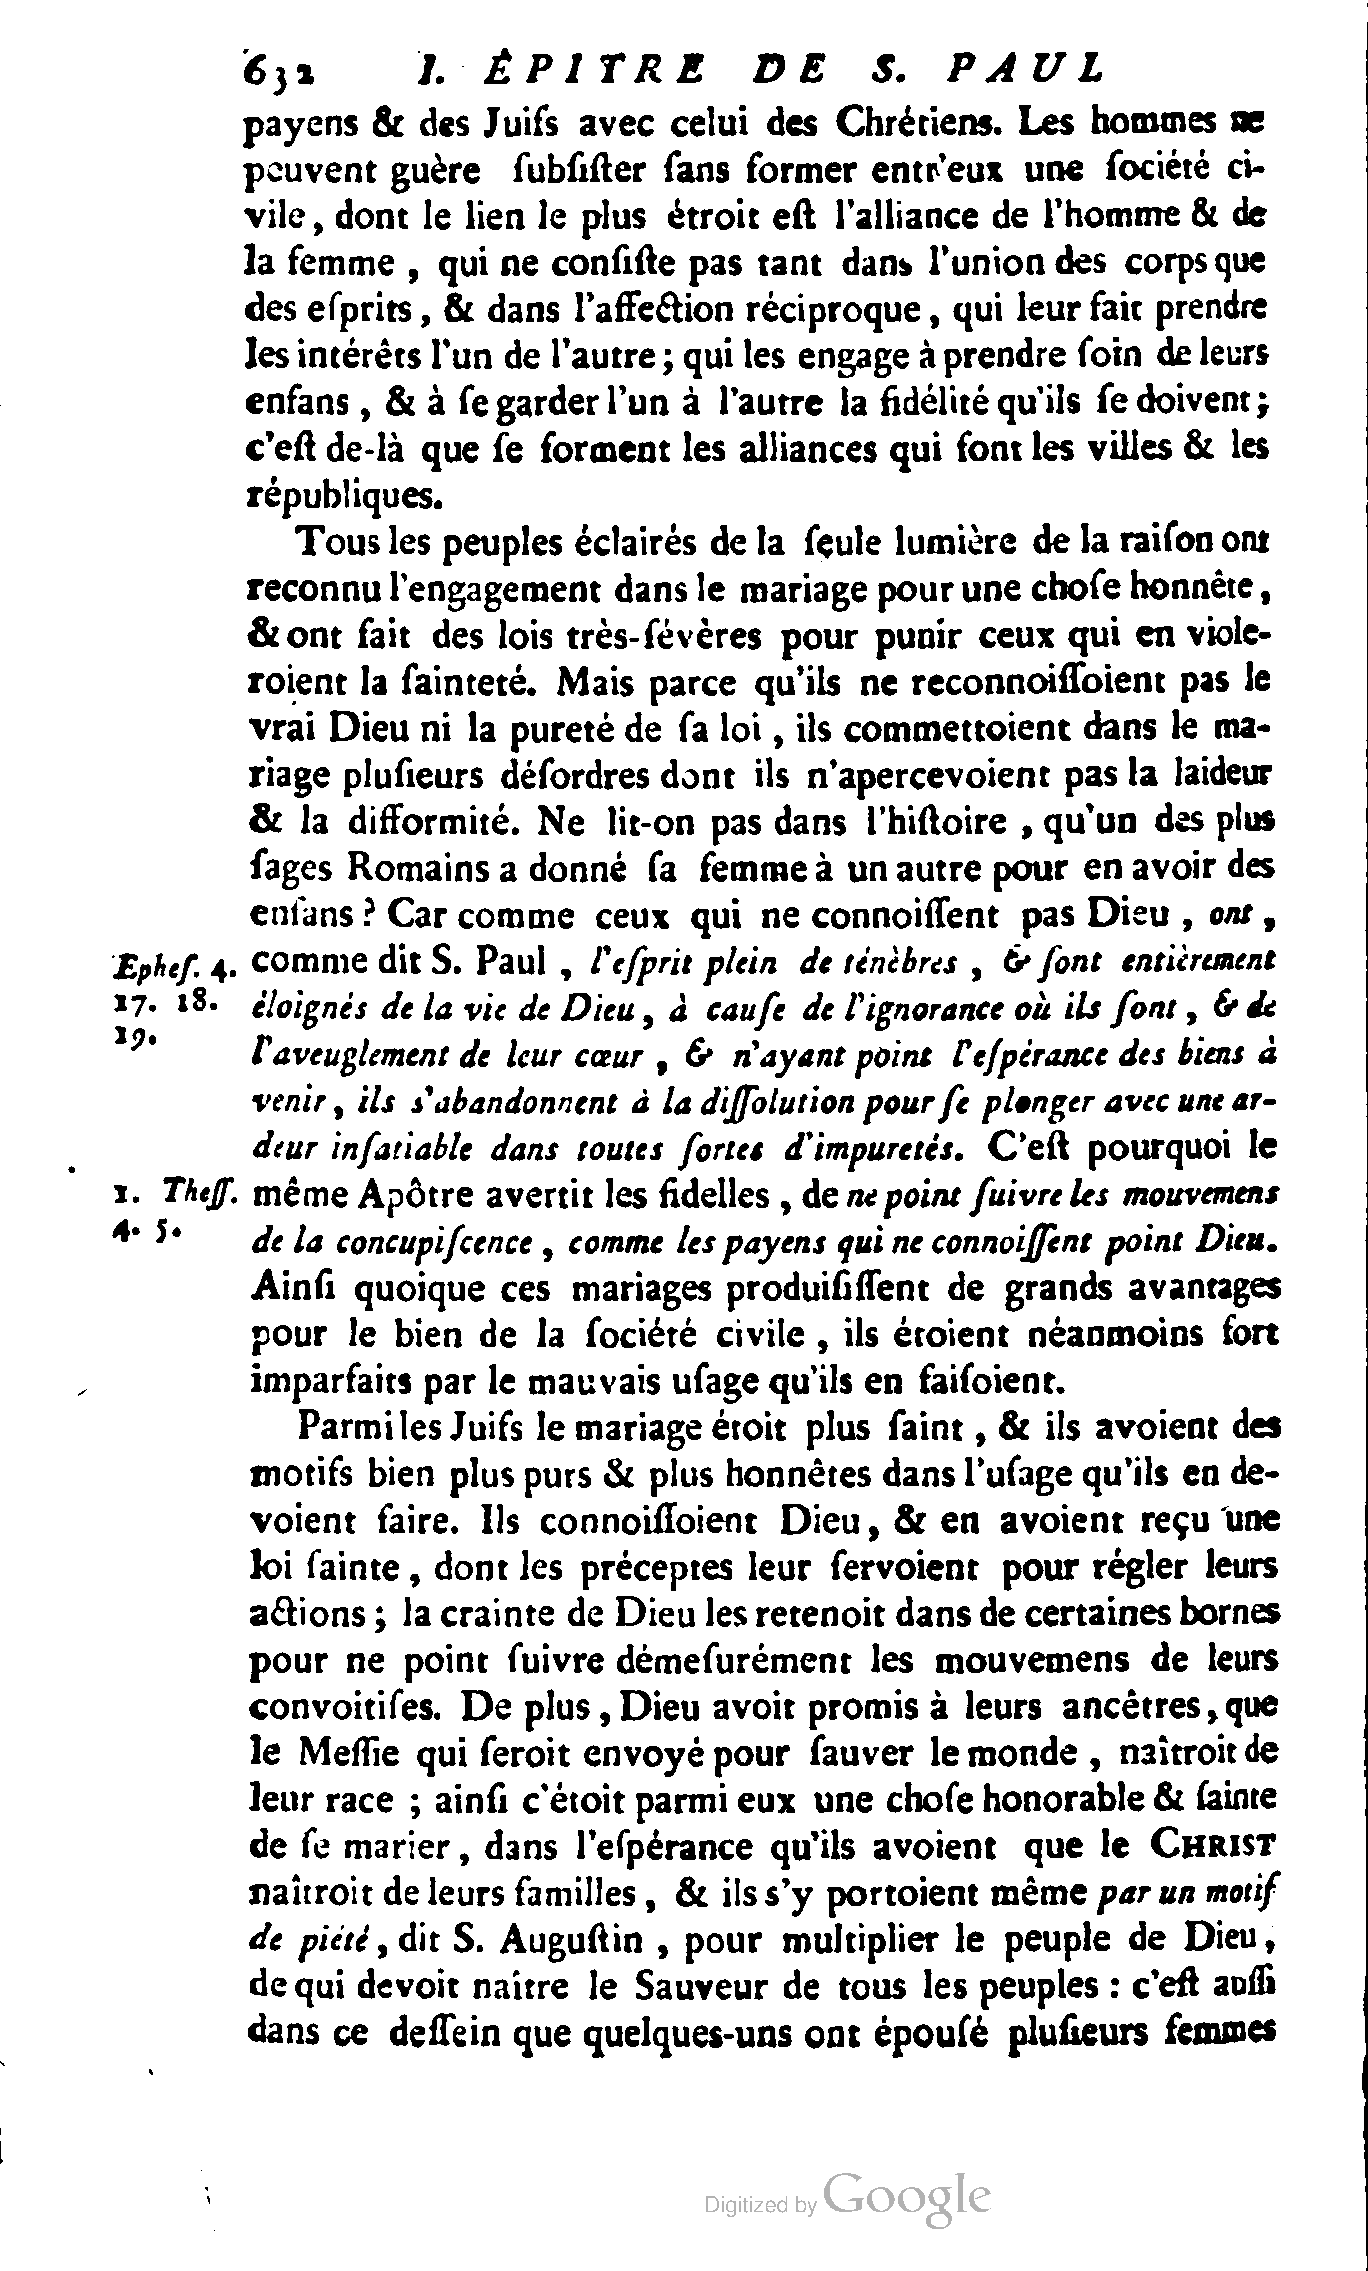 632 I. ÉPITRE DE S. PAUL
payens & des Juifs avec celui des Chrétiens. Les hommes ne
peuvent guère ſubſiſter ſans former entr'eux une ſociété ci-
vile, dont le lien le plus étroit eſt l'alliance de l'homme & de
la femme, qui ne conſiſte pas tant dans l'union des corps que
des eſprits, & dans l'affection réciproque, qui leur fait prendre
les intérêts l'un de l'autre; qui les engage à prendre ſoin de leurs
enfans, & à ſe garder l'un à l'autre la fidélité qu'ils ſe doivent;
c'eſt de-là que ſe forment les alliances qui font les villes & les
républiques.
Tous les peuples éclairés de la ſeule lumière de la raiſon ont
reconnu l'engagement dans le mariage pour une choſe honnête,
& ont fait des lois très-ſévères pour punir ceux qui en viole-
roient la ſainteté. Mais parce qu'ils ne reconnoiſſoient pas le
vrai Dieu ni la pureté de ſa loi, ils commettoient dans le ma-
riage pluſieurs déſordres dont ils n'apercevoient pas la laideur
& la difformité. Ne lit-on pas dans l'hiſtoire, qu'un des plus
ſages Romains a donné ſa femme à un autre pour en avoir des
enfans? Car comme ceux qui ne connoiſſent pas Dieu, ont,
Epheſ. 4. comme dit S. Paul, l'eſprit plein de ténèbres, & ſont entièrement
17. 18. éloignés de la vie de Dieu, à cauſe de l'ignorance où ils ſont, & de
19. l'aveuglement de leur cœur, & n'ayant point l'eſpérance des biens à
venir, ils s'abandonnent à la diſſolution pour ſe plonger avec une ar-
deur inſatiable dans toutes ſortes d'impuretés. C'eſt pourquoi le
1. Theſſ. même Apôtre avertit les fidelles, de ne point ſuivre les mouvemens
4. 5. de la concupiſcence, comme les payens qui ne connoiſſent point Dieu.
Ainſi quoique ces mariages produiſiſſent de grands avantages
pour le bien de la ſociété civile, ils étoient néanmoins fort
imparfaits par le mauvais uſage qu'ils en faiſoient.
Parmi les Juifs le mariage étoit plus ſaint, & ils avoient des
motifs bien plus purs & plus honnêtes dans l'uſage qu'ils en de-
voient faire. Ils connoiſſoient Dieu, & en avoient reçu une
loi ſainte, dont les préceptes leur ſervoient pour régler leurs
actions; la crainte de Dieu les retenoit dans de certaines bornes
pour ne point ſuivre démeſurément les mouvemens de leurs
convoitiſes. De plus, Dieu avoit promis à leurs ancêtres, que
le Meſſie qui ſeroit envoyé pour ſauver le monde, naîtroit de
leur race; ainſi c'étoit parmi eux une choſe honorable & ſainte
de ſe marier, dans l'eſpérance qu'ils avoient que le CHRIST
naîtroit de leurs familles, & ils s'y portoient même par un motif
de piété, dit S. Auguſtin, pour multiplier le peuple de Dieu,
de qui devoit naître le Sauveur de tous les peuples : c'eſt auſſi
dans ce deſſein que quelques-uns ont épouſé pluſieurs femmes
Digitized by Google